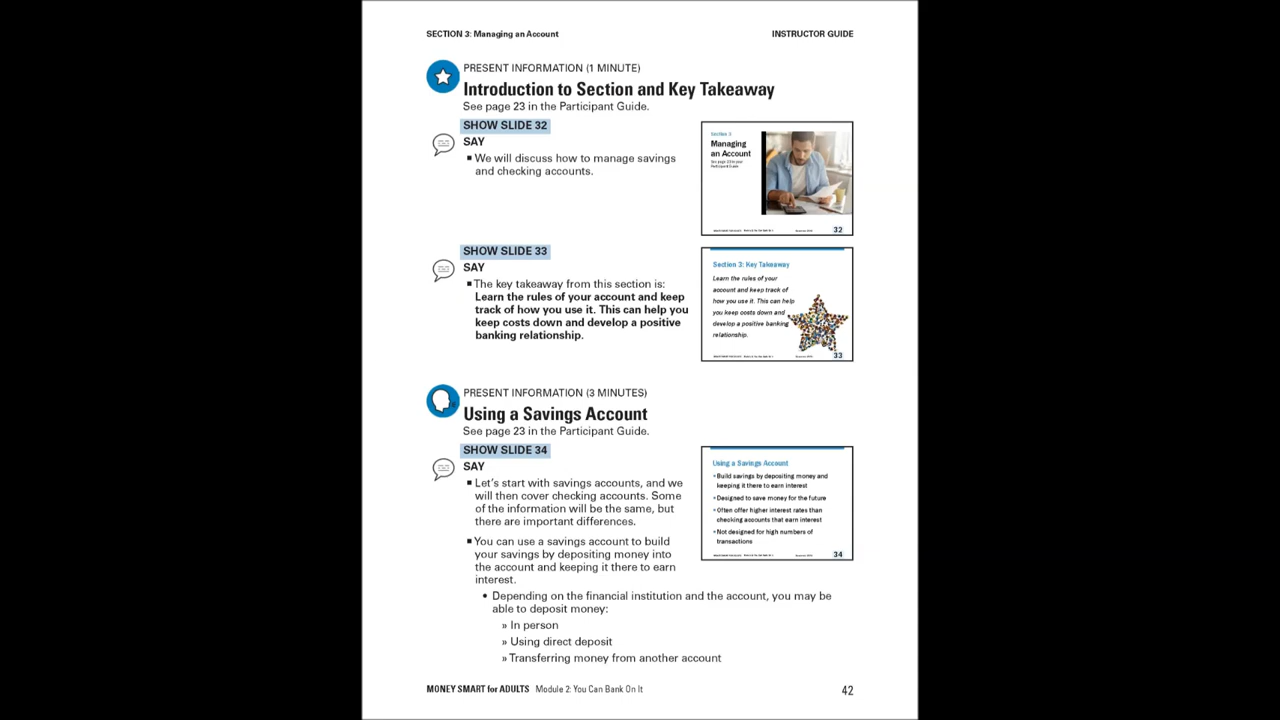 SECTION 3: Managing an Account
INSTRUCTOR GUIDE
PRESENT INFORMATION (1 MINUTE)
Introduction to Section and Key Takeaway
See page 23 in the Participant Guide.
SHOW SLIDE 32
SAY
▪ We will discuss how to manage savings
and checking accounts.
Section 3
Managing
an Account
See page 23 in your
Participant Guide
32
SHOW SLIDE 33
SAY
▪ The key takeaway from this section is:
Learn the rules of your account and keep
track of how you use it. This can help you
keep costs down and develop a positive
banking relationship.
Section 3: Key Takeaway
Learn the rules of your
account and keep track of
how you use it. This can help
you keep costs down and
develop a positive banking
relationship.
33
PRESENT INFORMATION (3 MINUTES)
Using a Savings Account
See page 23 in the Participant Guide.
SHOW SLIDE 34
SAY
▪ Let's start with savings accounts, and we
will then cover checking accounts. Some
of the information will be the same, but
there are important differences.
▪ You can use a savings account to build
your savings by depositing money into
the account and keeping it there to earn
interest.
• Depending on the financial institution and the account, you may be
able to deposit money:
» In person
» Using direct deposit
» Transferring money from another account
Using a Savings Account
▪ Build savings by depositing money and
keeping it there to earn interest
▪ Designed to save money for the future
▪ Often offer higher interest rates than
checking accounts that earn interest
▪ Not designed for high numbers of
transactions
34
MONEY SMART for ADULTS Module 2: You Can Bank On It
42